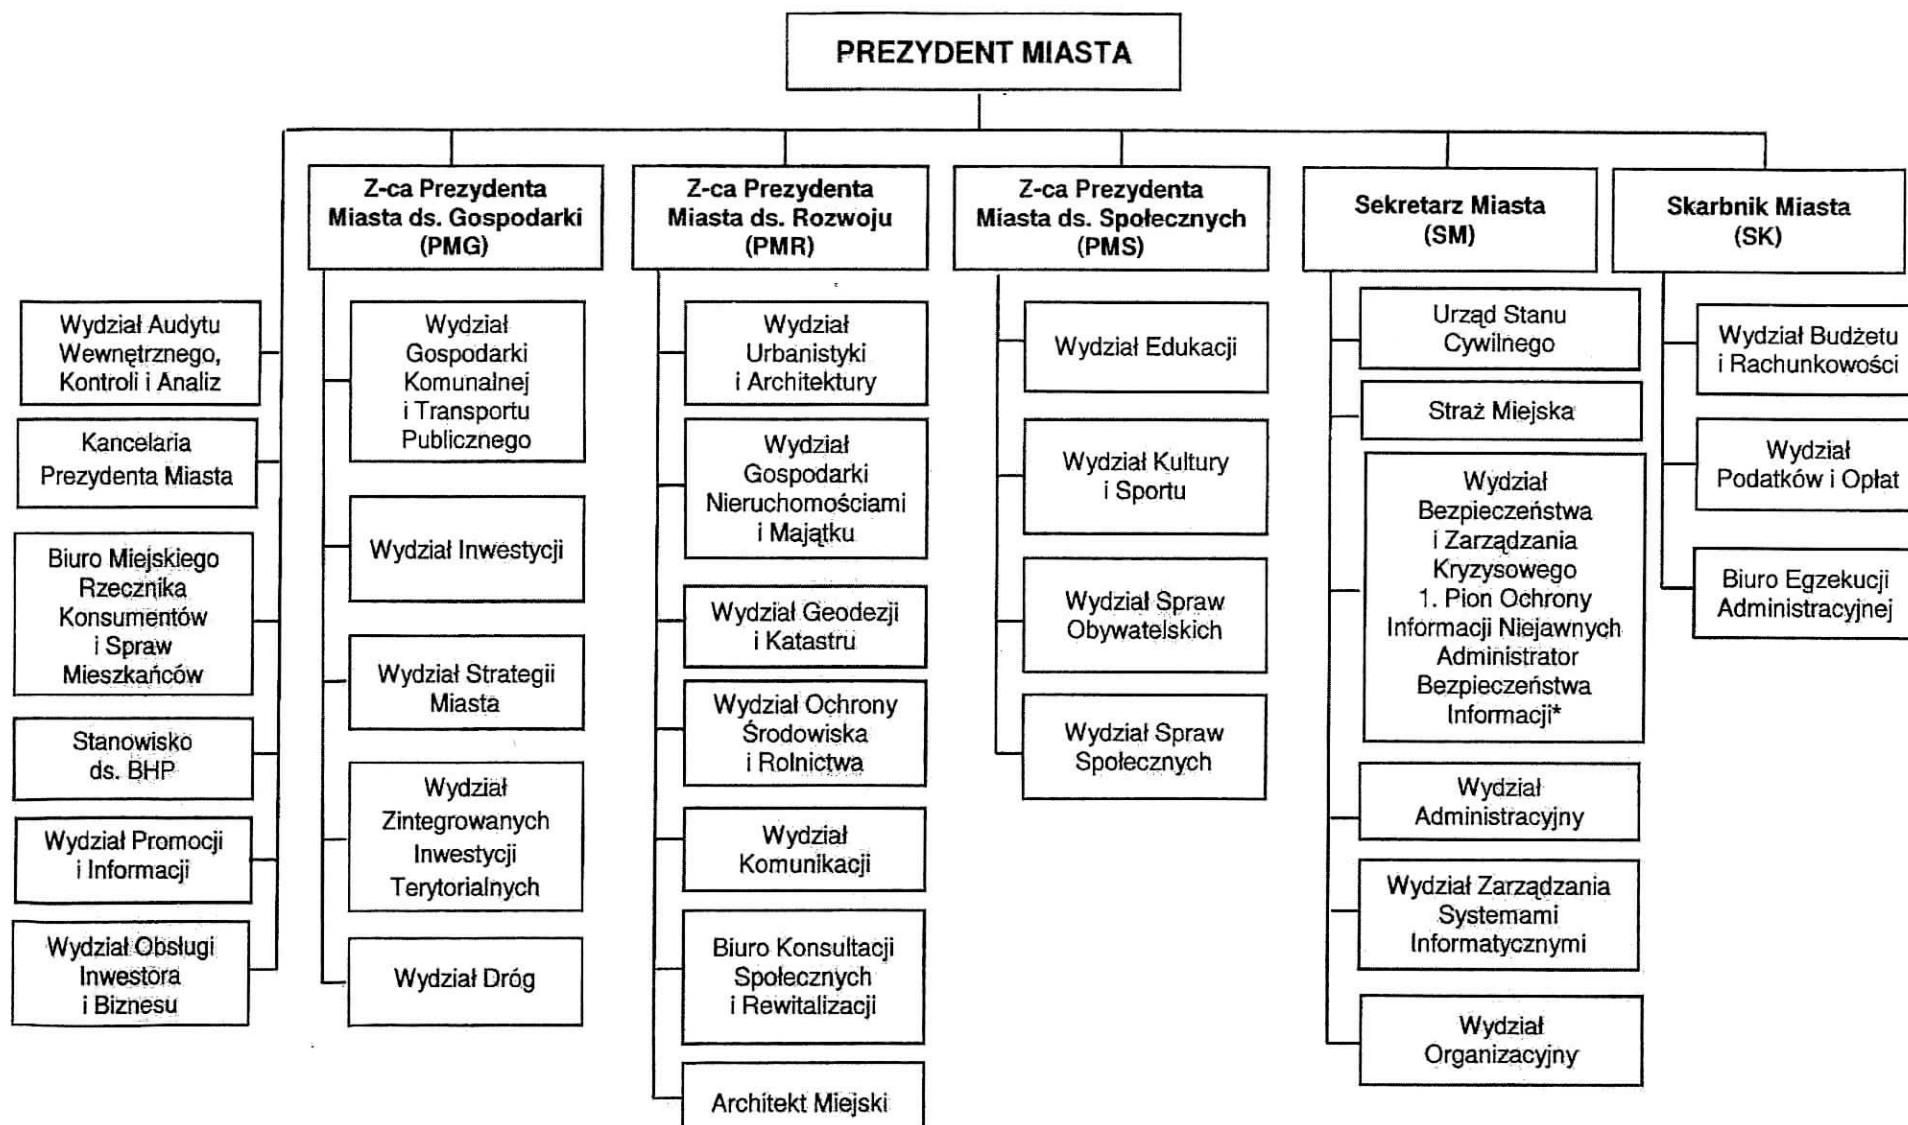 PREZYDENT MIASTA
Z-ca Prezydenta
Miasta ds. Gospodarki
(PMG)
Z-ca Prezydenta
Miasta ds. Rozwoju
(PMR)
Z-ca Prezydenta
Miasta ds. Społecznych
(PMS)
Sekretarz Miasta
(SM)
Skarbnik Miasta
(SK)
Wydział Audytu
Wewnętrznego,
Kontroli i Analiz
Kancelaria
Prezydenta Miasta
Biuro Miejskiego
Rzecznika
Konsumentów
i Spraw
Mieszkańców
Stanowisko
ds. BHP
Wydział Promocji
i Informacji
Wydział Obsługi
Inwestora
i Biznesu
Wydział
Gospodarki
Komunalnej
i Transportu
Publicznego
Wydział Inwestycji
Wydział Strategii
Miasta
Wydział
Zintegrowanych
Inwestycji
Terytorialnych
Wydział Dróg
Wydział
Urbanistyki
i Architektury
Wydział
Gospodarki
Nieruchomościami
i Majątku
Wydział Geodezji
i Katastru
Wydział Ochrony
Środowiska
i Rolnictwa
Wydział
Komunikacji
Biuro Konsultacji
Społecznych
i Rewitalizacji
Architekt Miejski
Wydział Edukacji
Wydział Kultury
i Sportu
Wydział Spraw
Obywatelskich
Wydział Spraw
Społecznych
Urząd Stanu
Cywilnego
Straż Miejska
Wydział
Bezpieczeństwa
i Zarządzania
Kryzysowego
1. Pion Ochrony
Informacji Niejawnych
Administrator
Bezpieczeństwa
Informacji*
Wydział
Administracyjny
Wydział Zarządzania
Systemami
Informatycznymi
Wydział
Organizacyjny
Wydział Budżetu
i Rachunkowości
Wydział
Podatków i Opłat
Biuro Egzekucji
Administracyjnej